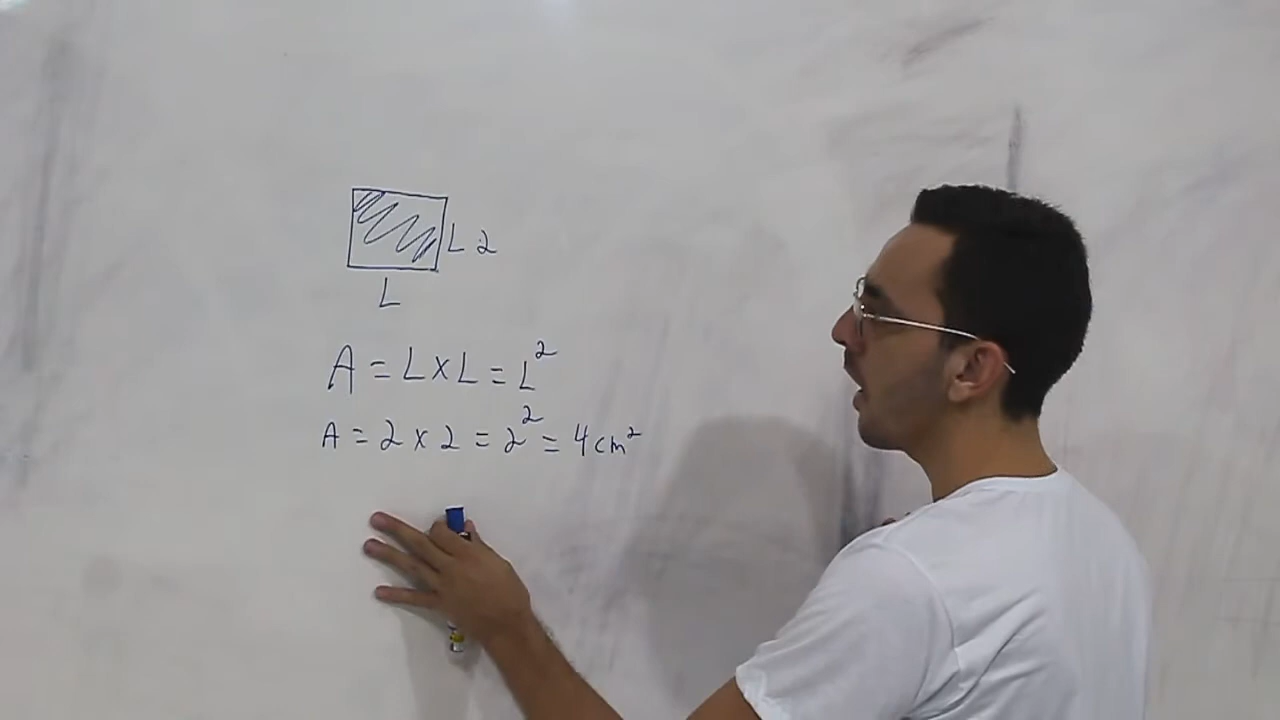 L 2
L
A = L x L = L²
A = 2 x 2 = 2² = 4 cm²